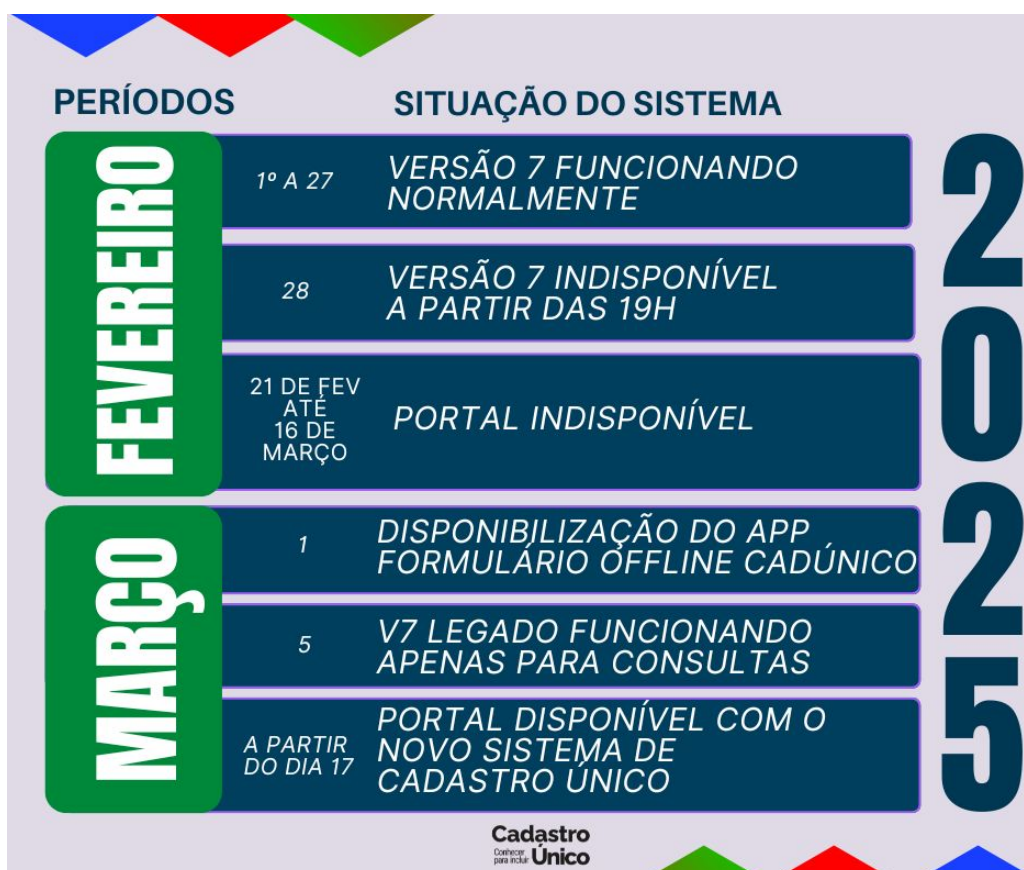 PERÍODOS
SITUAÇÃO DO SISTEMA
2025
FEVEREIRO
1º A 27
VERSÃO 7 FUNCIONANDO
NORMALMENTE
28
VERSÃO 7 INDISPONÍVEL
A PARTIR DAS 19H
21 DE FEV
ATÉ
16 DE
MARÇO
PORTAL INDISPONÍVEL
MARÇO
1
DISPONIBILIZAÇÃO DO APP
FORMULÁRIO OFFLINE CADÚNICO
5
V7 LEGADO FUNCIONANDO
APENAS PARA CONSULTAS
A PARTIR
DO DIA 17
PORTAL DISPONÍVEL COM O
NOVO SISTEMA DE
CADASTRO ÚNICO
Cadastro
Conhecer
para incluir Único